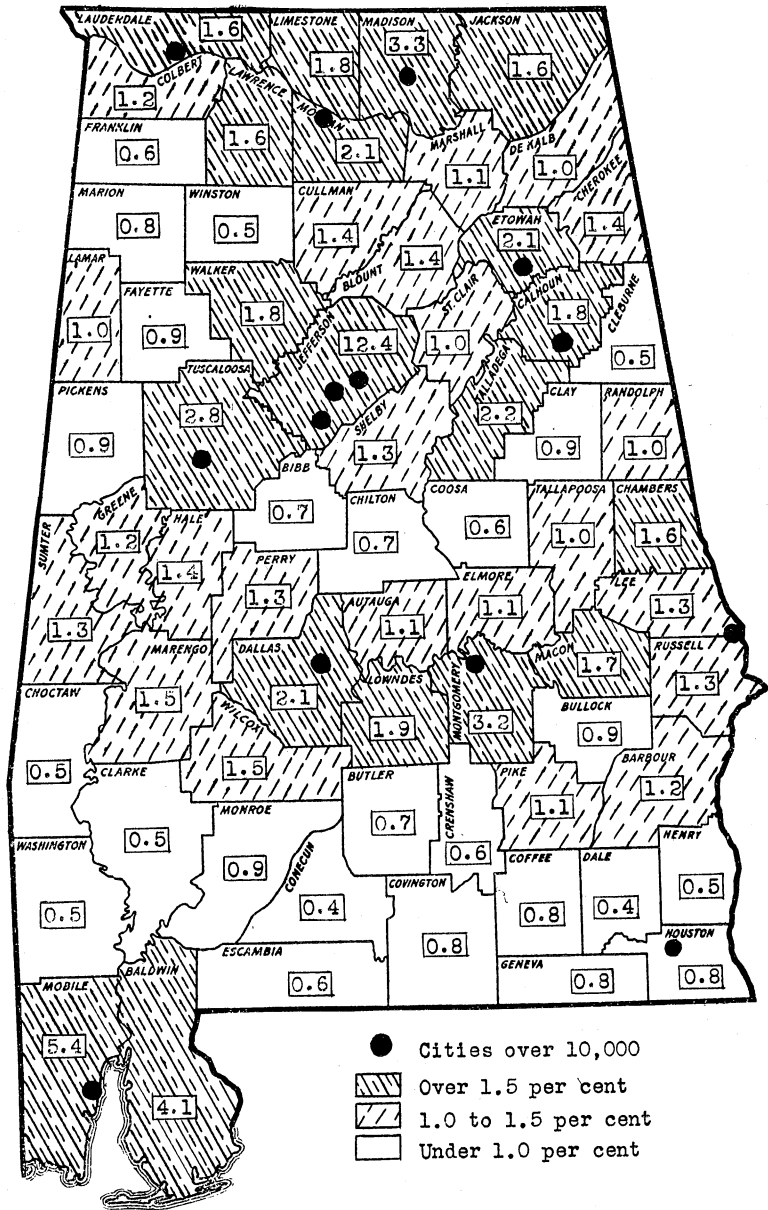 LAUDERDALE
1.6
LIMESTONE
1.8
MADISON
3.3
JACKSON
1.6
COLBERT
1.2
LAWRENCE
1.6
MORGAN
2.1
MARSHALL
1.1
DE KALB
1.0
CHEROKEE
1.4
FRANKLIN
0.6
MARION
0.8
WINSTON
0.5
CULLMAN
1.4
BLOUNT
1.4
ETOWAH
2.1
LAMAR
1.0
FAYETTE
0.9
WALKER
1.8
JEFFERSON
12.4
ST. CLAIR
1.0
CALHOUN
1.8
CLEBURNE
0.5
PICKENS
0.9
TUSCALOOSA
2.8
SHELBY
1.3
TALLADEGA
2.2
CLAY
0.9
RANDOLPH
1.0
BIBB
0.7
CHILTON
0.7
COOSA
0.6
TALLAPOOSA
1.0
CHAMBERS
1.6
SUMTER
1.3
GREENE
1.2
HALE
1.4
PERRY
1.3
AUTAUGA
1.1
ELMORE
1.1
LEE
1.3
MARENGO
1.5
DALLAS
2.1
LOWNDES
1.9
MONTGOMERY
3.2
MACON
1.7
RUSSELL
1.3
CHOCTAW
0.5
WILCOX
1.5
BULLOCK
0.9
CLARKE
0.5
MONROE
0.9
BUTLER
0.7
CRENSHAW
0.6
PIKE
1.1
BARBOUR
1.2
WASHINGTON
0.5
CONECUH
0.4
COVINGTON
0.8
COFFEE
0.8
DALE
0.4
HENRY
0.5
ESCAMBIA
0.6
GENEVA
0.8
HOUSTON
0.8
MOBILE
5.4
BALDWIN
4.1
Cities over 10,000
Over 1.5 per cent
1.0 to 1.5 per cent
Under 1.0 per cent